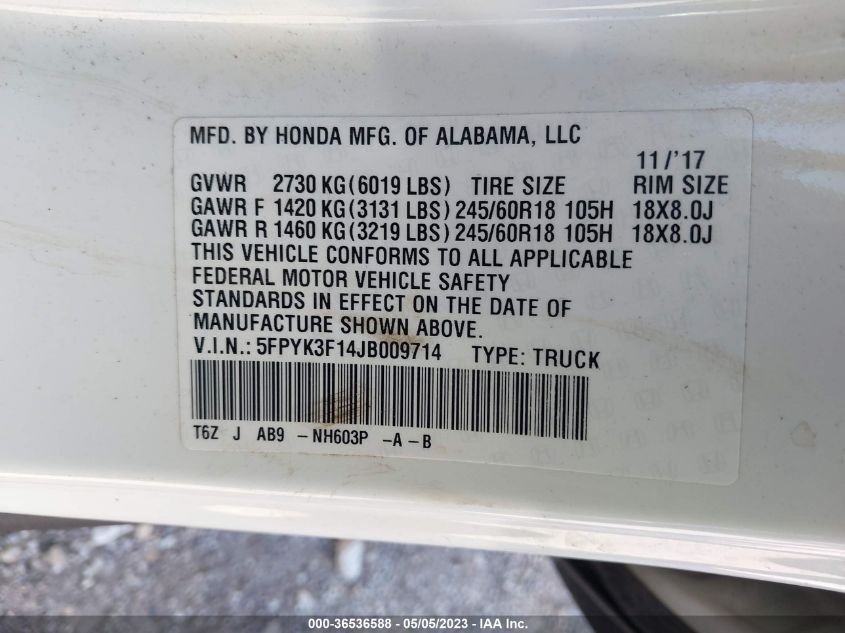 MFD. BY HONDA MFG. OF ALABAMA, LLC
11/'17
GVWR 2730 KG(6019 LBS) TIRE SIZE RIM SIZE
GAWR F 1420 KG(3131 LBS) 245/60R18 105H 18X8.0J
GAWR R 1460 KG(3219 LBS) 245/60R18 105H 18X8.0J
THIS VEHICLE CONFORMS TO ALL APPLICABLE
FEDERAL MOTOR VEHICLE SAFETY
STANDARDS IN EFFECT ON THE DATE OF
MANUFACTURE SHOWN ABOVE.
V.I.N.: 5FPYK3F14JB009714 TYPE: TRUCK
T6Z J AB9 -NH603P -A-B
000-36536588 - 05/05/2023 - IAA Inc.